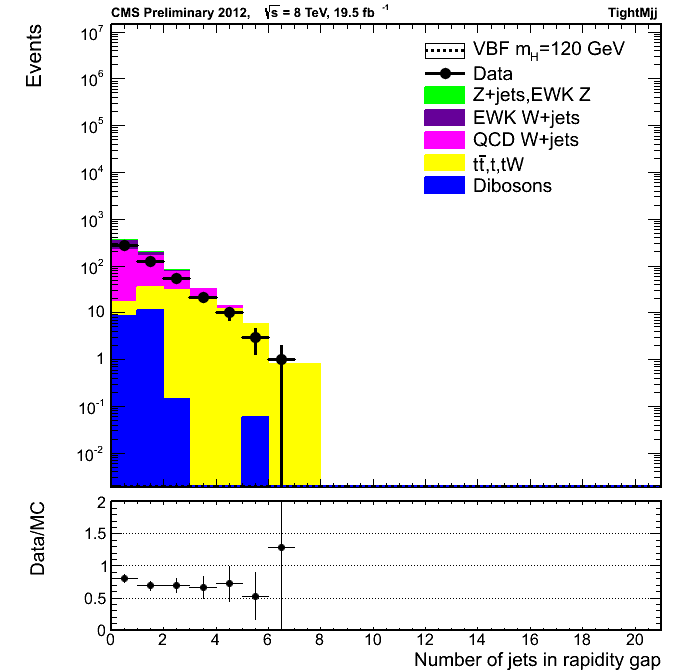 CMS Preliminary 2012, √s = 8 TeV, 19.5 fb⁻¹ TightMjj
Events
10⁷
10⁶
10⁵
10⁴
10³
10²
10
1
10⁻¹
10⁻²
VBF m_H=120 GeV
Data
Z+jets,EWK Z
EWK W+jets
QCD W+jets
tt̄,t,tW
Dibosons
Data/MC
2
1.5
1
0.5
0
0 2 4 6 8 10 12 14 16 18 20
Number of jets in rapidity gap